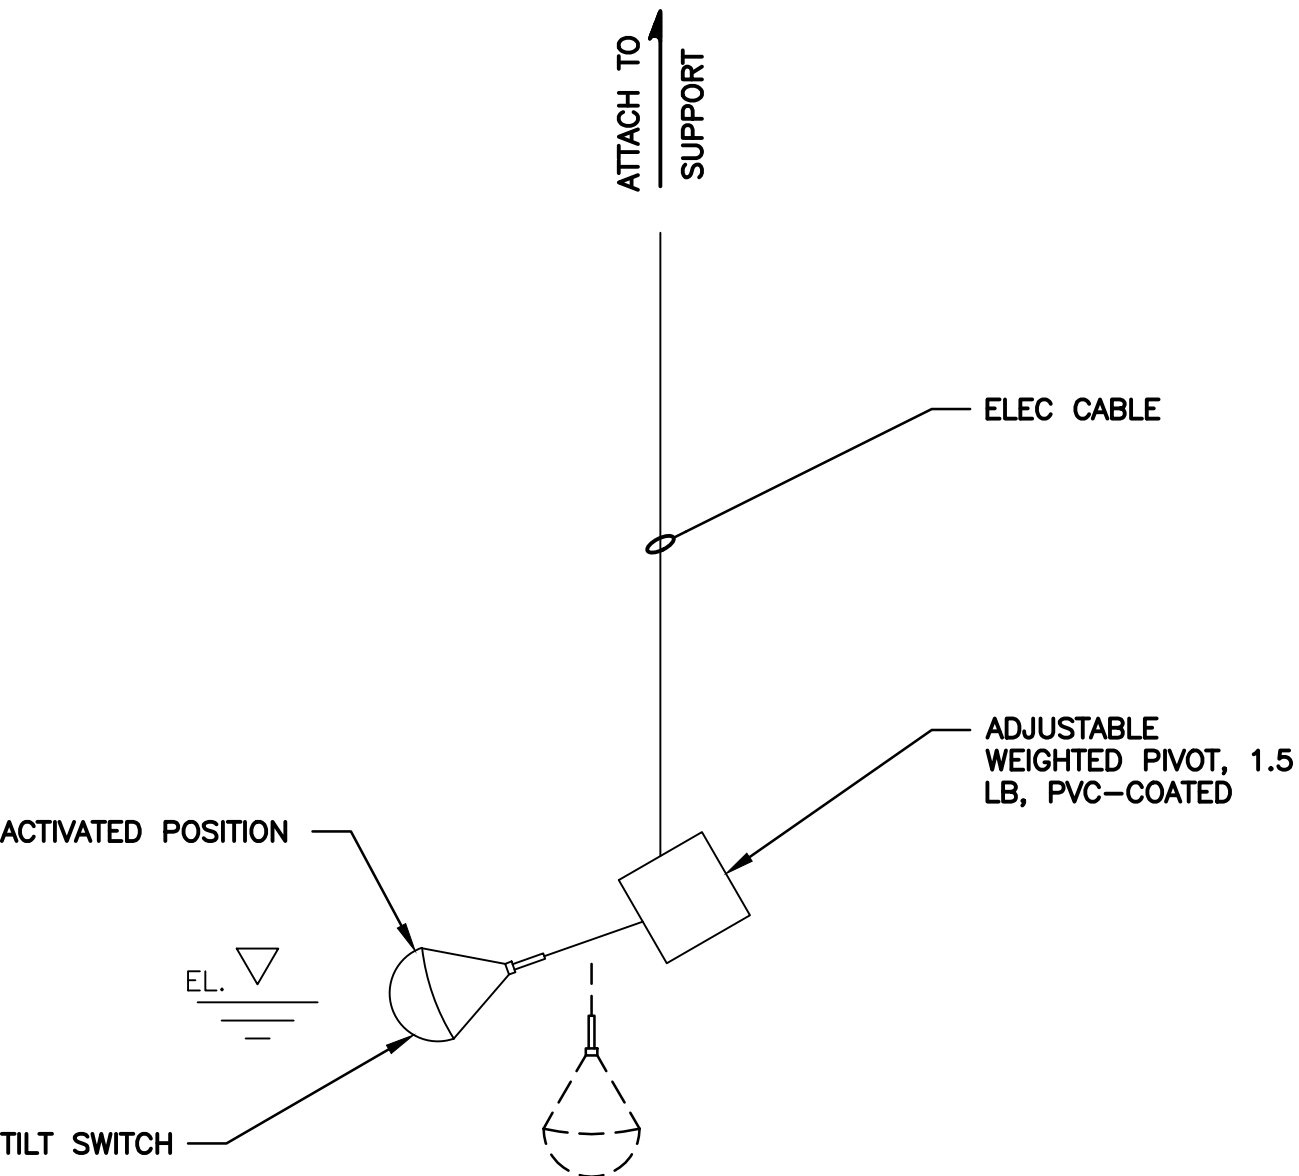 ATTACH TO
SUPPORT
ELEC CABLE
ADJUSTABLE
WEIGHTED PIVOT, 1.5
LB, PVC-COATED
ACTIVATED POSITION
EL.
TILT SWITCH